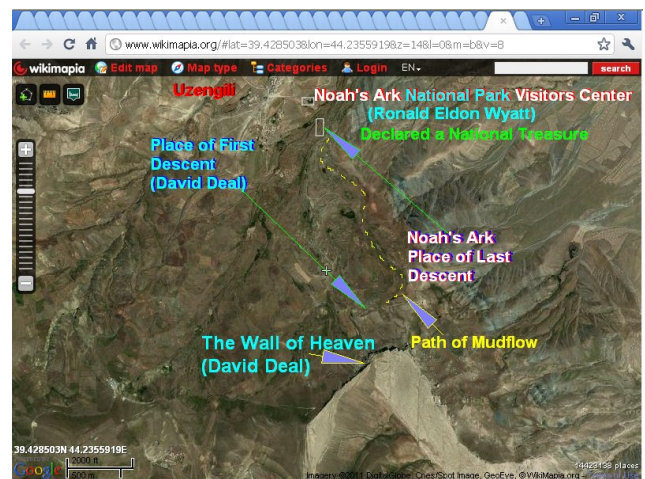 www.wikimapia.org/#lat=39.428503&lon=44.2355919&z=14&l=0&m=b&v=8
wikimapia Edit map Map type Categories Login EN search
Uzengili
Noah's Ark National Park Visitors Center
(Ronald Eldon Wyatt)
Declared a National Treasure
Place of First
Descent
(David Deal)
Noah's Ark
Place of Last
Descent
The Wall of Heaven
(David Deal)
Path of Mudflow
39.428503N 44.2355919E
Google
2000 ft
500 m
14423138 places
Imagery ©2011 DigitalGlobe, Cnes/Spot Image, GeoEye, ©WikiMapia.org -